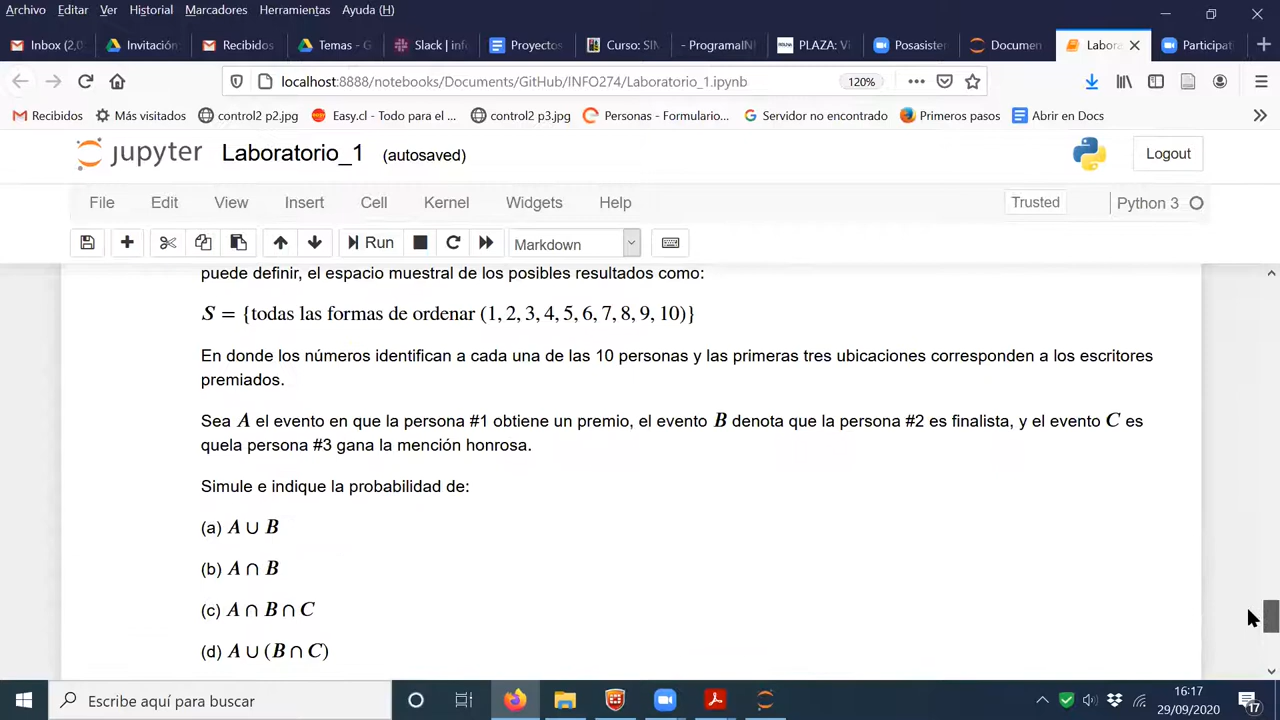 Archivo Editar Ver Historial Marcadores Herramientas Ayuda (H)
Inbox (2,0 Invitación Recibidos Temas - G Slack | inf Proyectos Curso: SIN - ProgramaIN PLAZA: Vi Posasister Documen Labora Participat
localhost:8888/notebooks/Documents/GitHub/INFO274/Laboratorio_1.ipynb 120%
Recibidos Más visitados control2 p2.jpg Easy.cl - Todo para el ... control2 p3.jpg Personas - Formulario... Servidor no encontrado Primeros pasos Abrir en Docs
jupyter Laboratorio_1 (autosaved) Logout
File Edit View Insert Cell Kernel Widgets Help Trusted Python 3
Run Markdown
puede definir, el espacio muestral de los posibles resultados como:
S = {todas las formas de ordenar (1, 2, 3, 4, 5, 6, 7, 8, 9, 10)}
En donde los números identifican a cada una de las 10 personas y las primeras tres ubicaciones corresponden a los escritores
premiados.
Sea A el evento en que la persona #1 obtiene un premio, el evento B denota que la persona #2 es finalista, y el evento C es
quela persona #3 gana la mención honrosa.
Simule e indique la probabilidad de:
(a) A ∪ B
(b) A ∩ B
(c) A ∩ B ∩ C
(d) A ∪ (B ∩ C)
Escribe aquí para buscar
16:17
29/09/2020
17